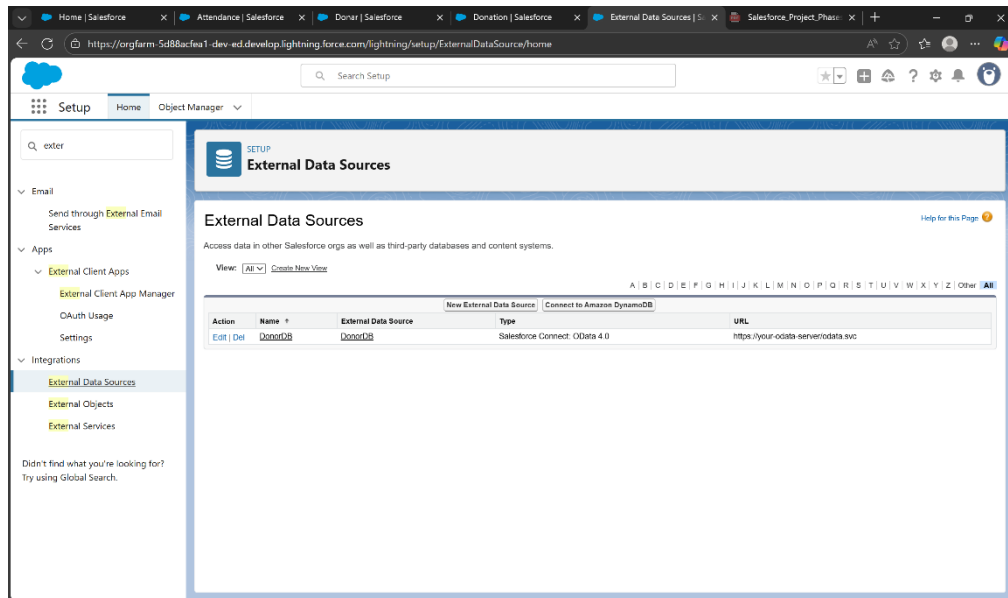 Home | Salesforce
Attendance | Salesforce
Donar | Salesforce
Donation | Salesforce
External Data Sources | Sa
Salesforce_Project_Phase
https://orgfarm-5d88acfea1-dev-ed.develop.lightning.force.com/lightning/setup/ExternalDataSource/home
Search Setup
Setup
Home
Object Manager
exter
Email
Send through External Email
Services
Apps
External Client Apps
External Client App Manager
OAuth Usage
Settings
Integrations
External Data Sources
External Objects
External Services
Didn't find what you're looking for?
Try using Global Search.
SETUP
External Data Sources
External Data Sources
Help for this Page
Access data in other Salesforce orgs as well as third-party databases and content systems.
View: All Create New View
A | B | C | D | E | F | G | H | I | J | K | L | M | N | O | P | Q | R | S | T | U | V | W | X | Y | Z | Other All
New External Data Source Connect to Amazon DynamoDB
Action Name ↑ External Data Source Type URL
Edit | Del DonorDB DonorDB Salesforce Connect: OData 4.0 https://your-odata-server/odata.svc